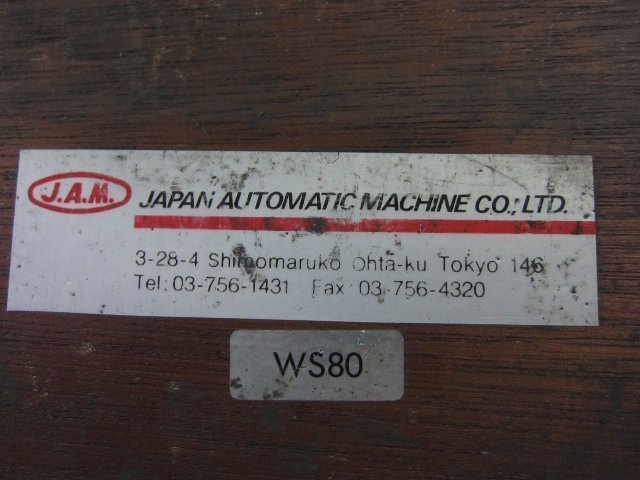 J.A.M. JAPAN AUTOMATIC MACHINE CO.,LTD.
3-28-4 Shimomaruko Ohta-ku Tokyo 146
Tel: 03-756-1431 Fax 03-756-4320
WS80